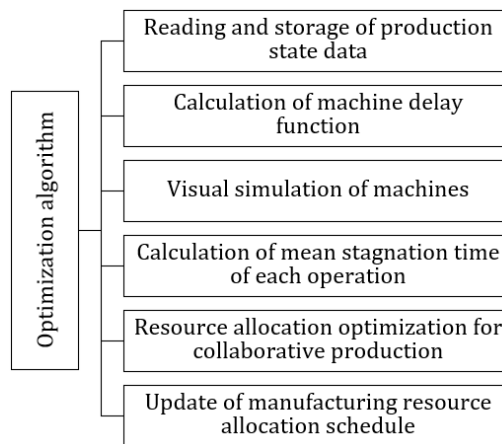 Optimization algorithm
Reading and storage of production
state data
Calculation of machine delay
function
Visual simulation of machines
Calculation of mean stagnation time
of each operation
Resource allocation optimization for
collaborative production
Update of manufacturing resource
allocation schedule